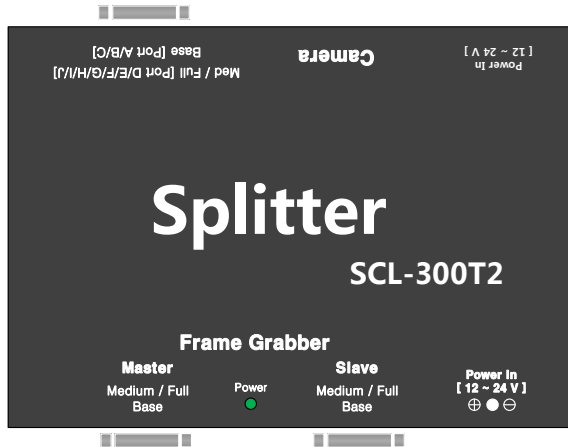 Base [Port A/B/C]
Camera
[ 12 ~ 24 V ]
Power In
Med / Full [Port D/E/F/G/H/I/J]
Splitter
SCL-300T2
Frame Grabber
Master
Slave
Power In
[ 12 ~ 24 V ]
Medium / Full
Base
Power
Medium / Full
Base